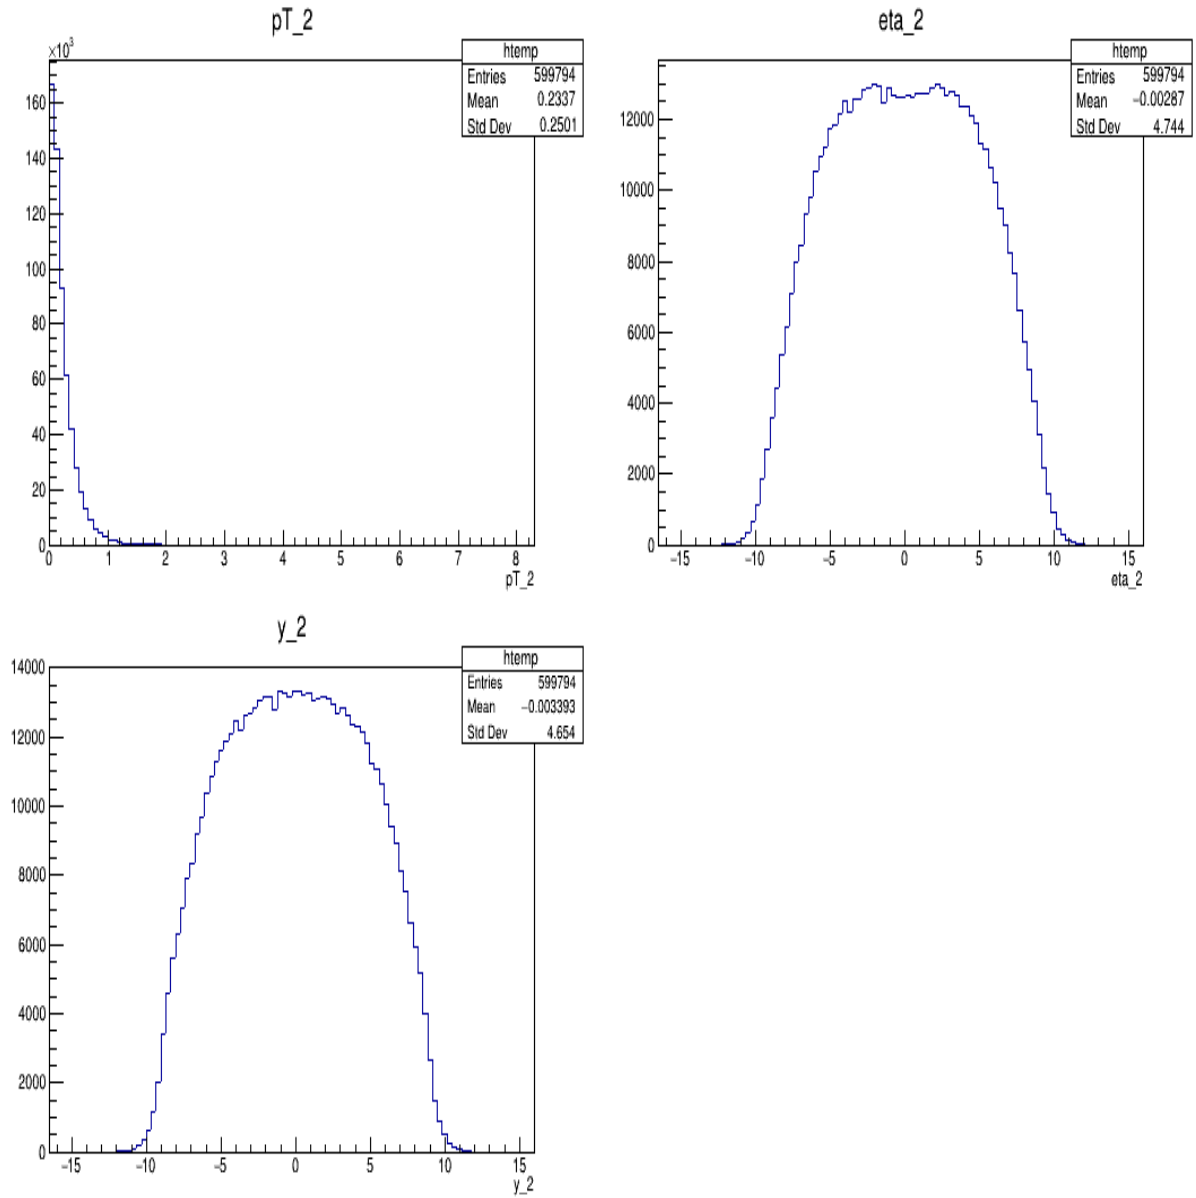 pT_2
×10³
htemp
Entries 599794
Mean 0.2337
Std Dev 0.2501
160
140
120
100
80
60
40
20
0
0 1 2 3 4 5 6 7 8
pT_2
eta_2
htemp
Entries 599794
Mean −0.00287
Std Dev 4.744
12000
10000
8000
6000
4000
2000
0
−15 −10 −5 0 5 10 15
eta_2
y_2
htemp
Entries 599794
Mean −0.003393
Std Dev 4.654
14000
12000
10000
8000
6000
4000
2000
0
−15 −10 −5 0 5 10 15
y_2